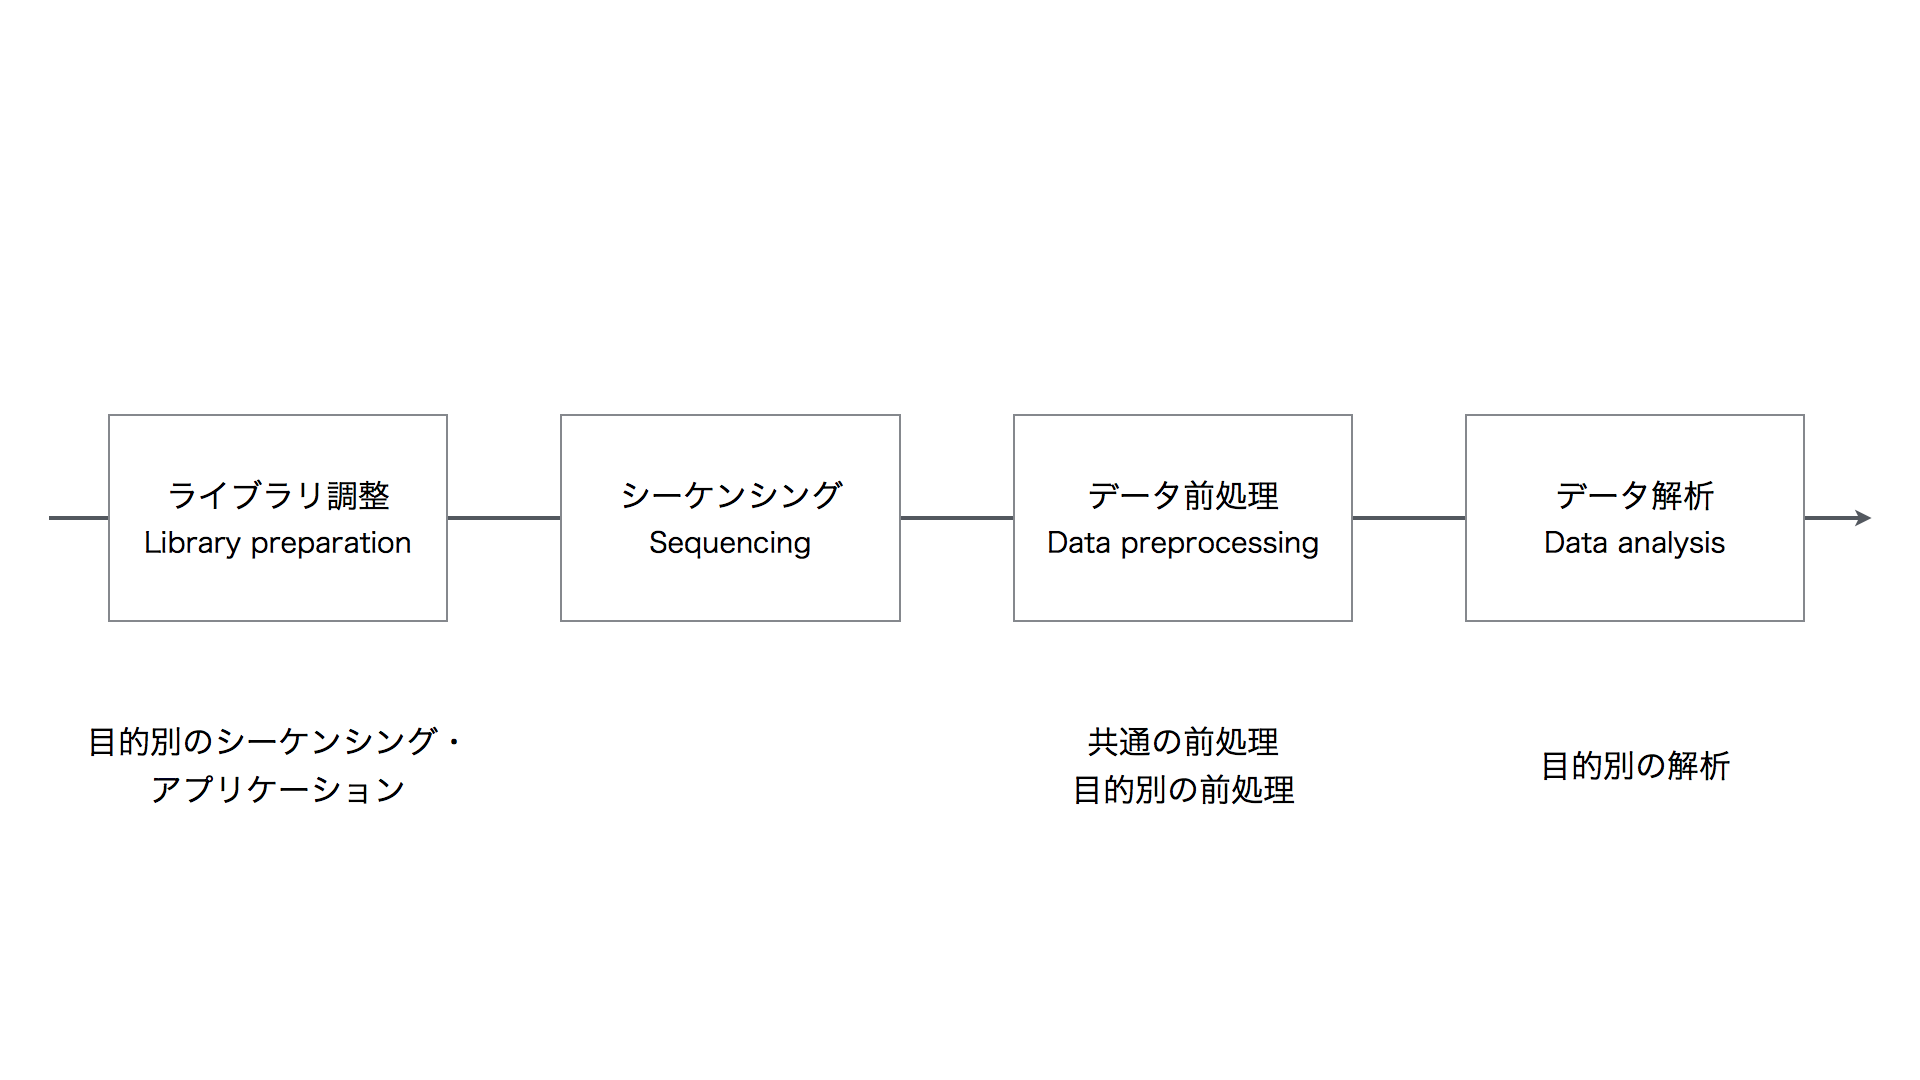 ライブラリ調整
Library preparation
シーケンシング
Sequencing
データ前処理
Data preprocessing
データ解析
Data analysis
目的別のシーケンシング・
アプリケーション
共通の前処理
目的別の前処理
目的別の解析